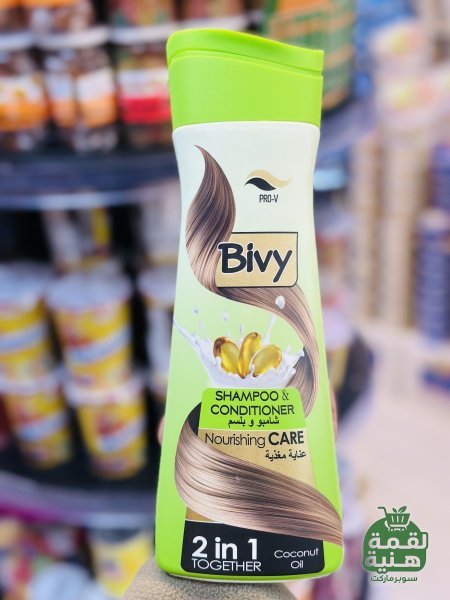 PRO-V
Bivy
SHAMPOO &
CONDITIONER
شامبو و بلسم
Nourishing CARE
عناية مغذية
2 in 1
TOGETHER
Coconut
Oil
لقمة
هنية
سوبرماركت